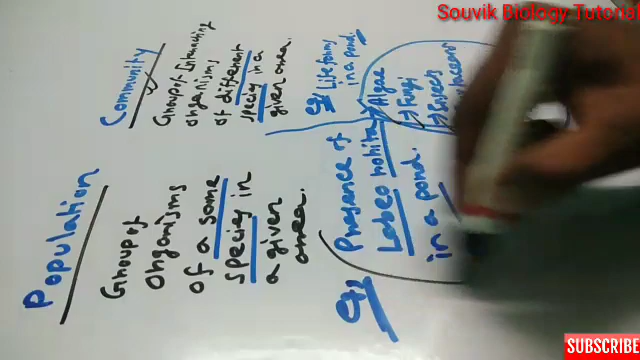 Souvik Biology Tutorial
Population
Group of
organisms
of a same
species in
a given
area.
eg,
Presence of
Labeo rohita
in a pond.
Community
Group of Interacting
organisms
of different
species in a
given area.
eg, Life forms
in a pond.
→ Algae
→ Fungi
→ Insects
SUBSCRIBE